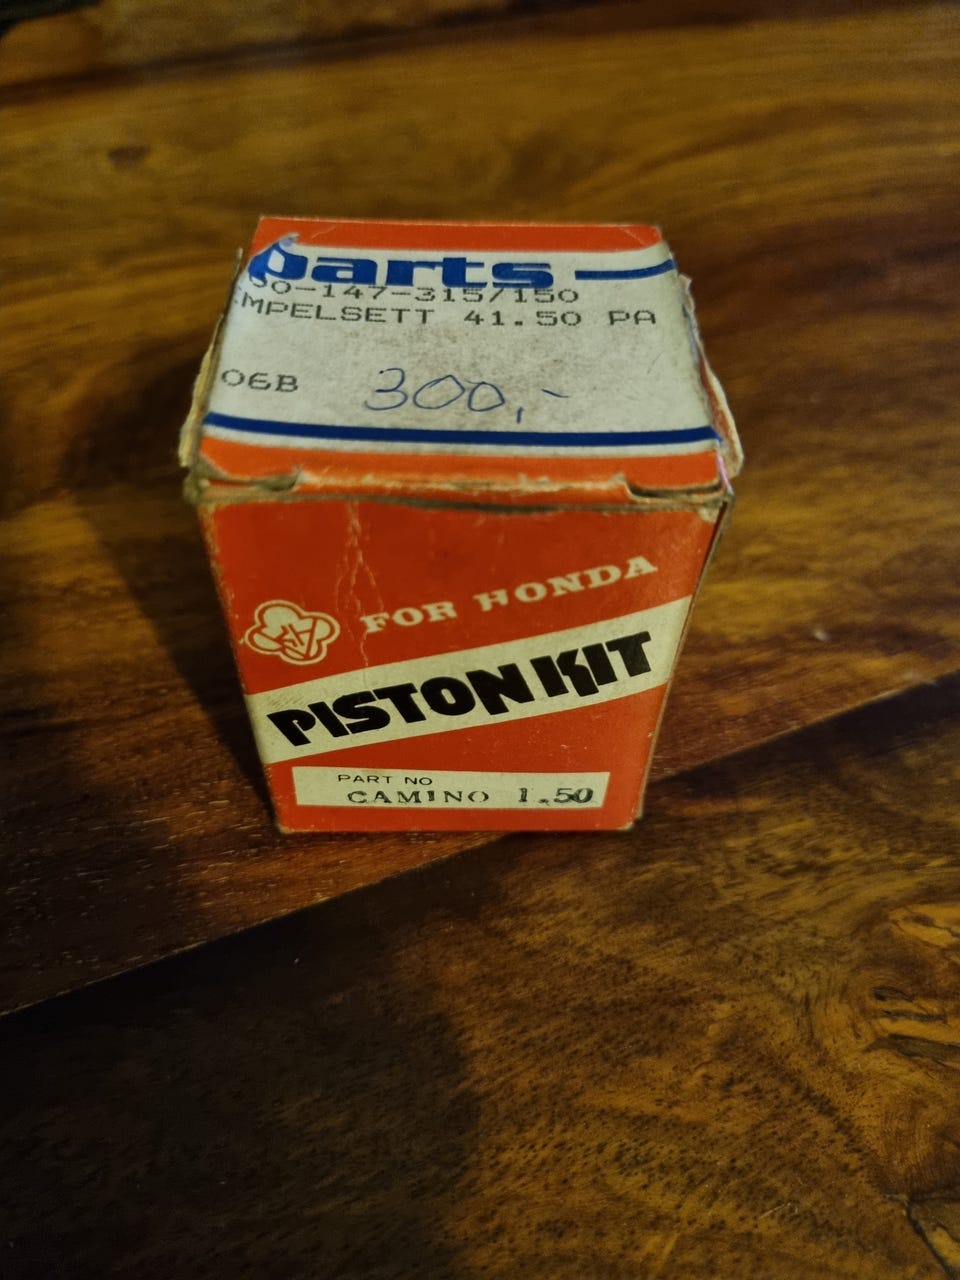 parts
00-147-315/150
MPELSETT 41.50 PA
06B 300,-
FOR HONDA
PISTON KIT
PART NO
CAMINO 1.50